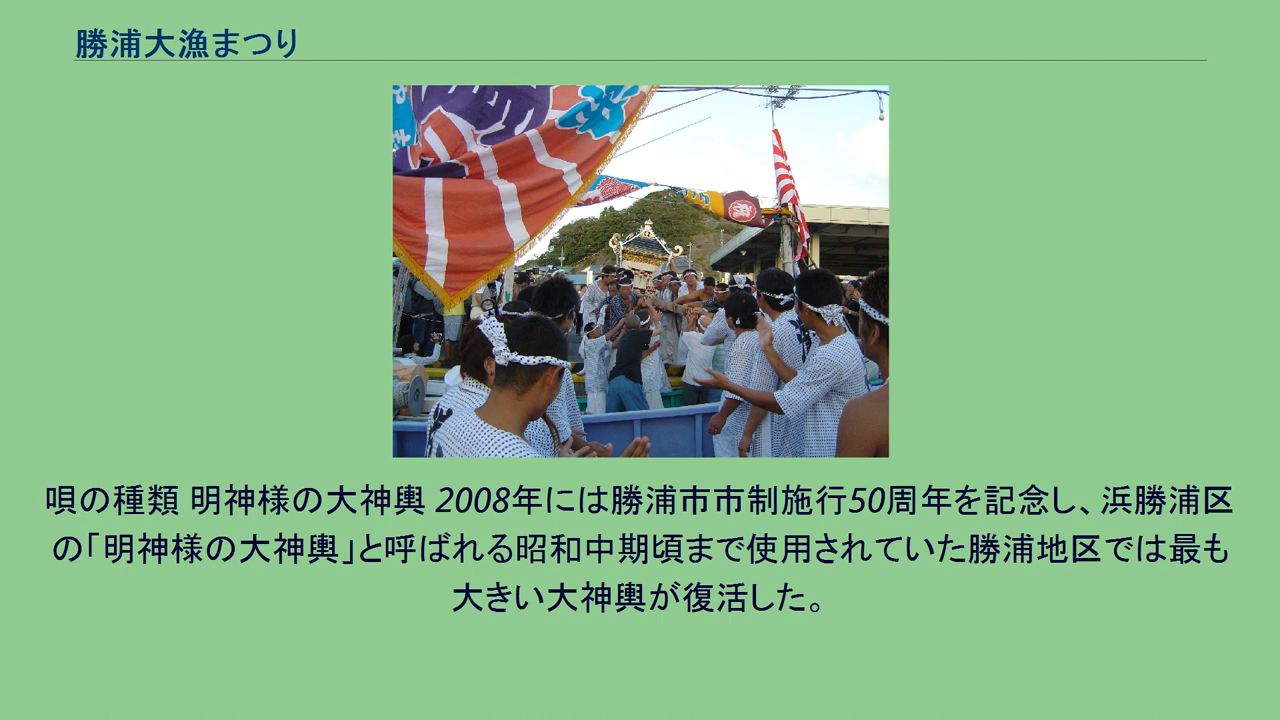 勝浦大漁まつり
唄の種類 明神様の大神輿 2008年には勝浦市市制施行50周年を記念し、浜勝浦区
の「明神様の大神輿」と呼ばれる昭和中期頃まで使用されていた勝浦地区では最も
大きい大神輿が復活した。